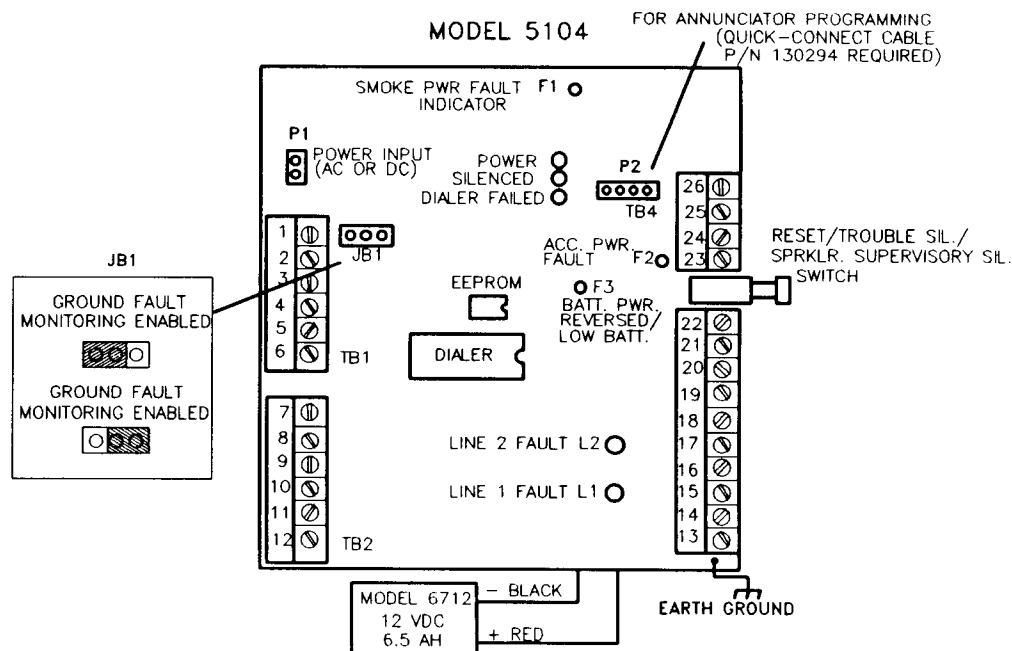 MODEL 5104
FOR ANNUNCIATOR PROGRAMMING
(QUICK-CONNECT CABLE
P/N 130294 REQUIRED)
SMOKE PWR FAULT F1
INDICATOR
P1
POWER INPUT
(AC OR DC)
POWER
SILENCED
DIALER FAILED
P2
TB4
26
25
24
23
1
2
3
4
5
6
TB1
JB1
ACC. PWR.
FAULT F2
RESET/TROUBLE SIL./
SPRKLR. SUPERVISORY SIL.
SWITCH
EEPROM
F3
BATT. PWR.
REVERSED/
LOW BATT.
DIALER
JB1
GROUND FAULT
MONITORING ENABLED
GROUND FAULT
MONITORING ENABLED
22
21
20
19
18
17
16
15
14
13
7
8
9
10
11
12
TB2
LINE 2 FAULT L2
LINE 1 FAULT L1
MODEL 6712
12 VDC
6.5 AH
- BLACK
+ RED
EARTH GROUND